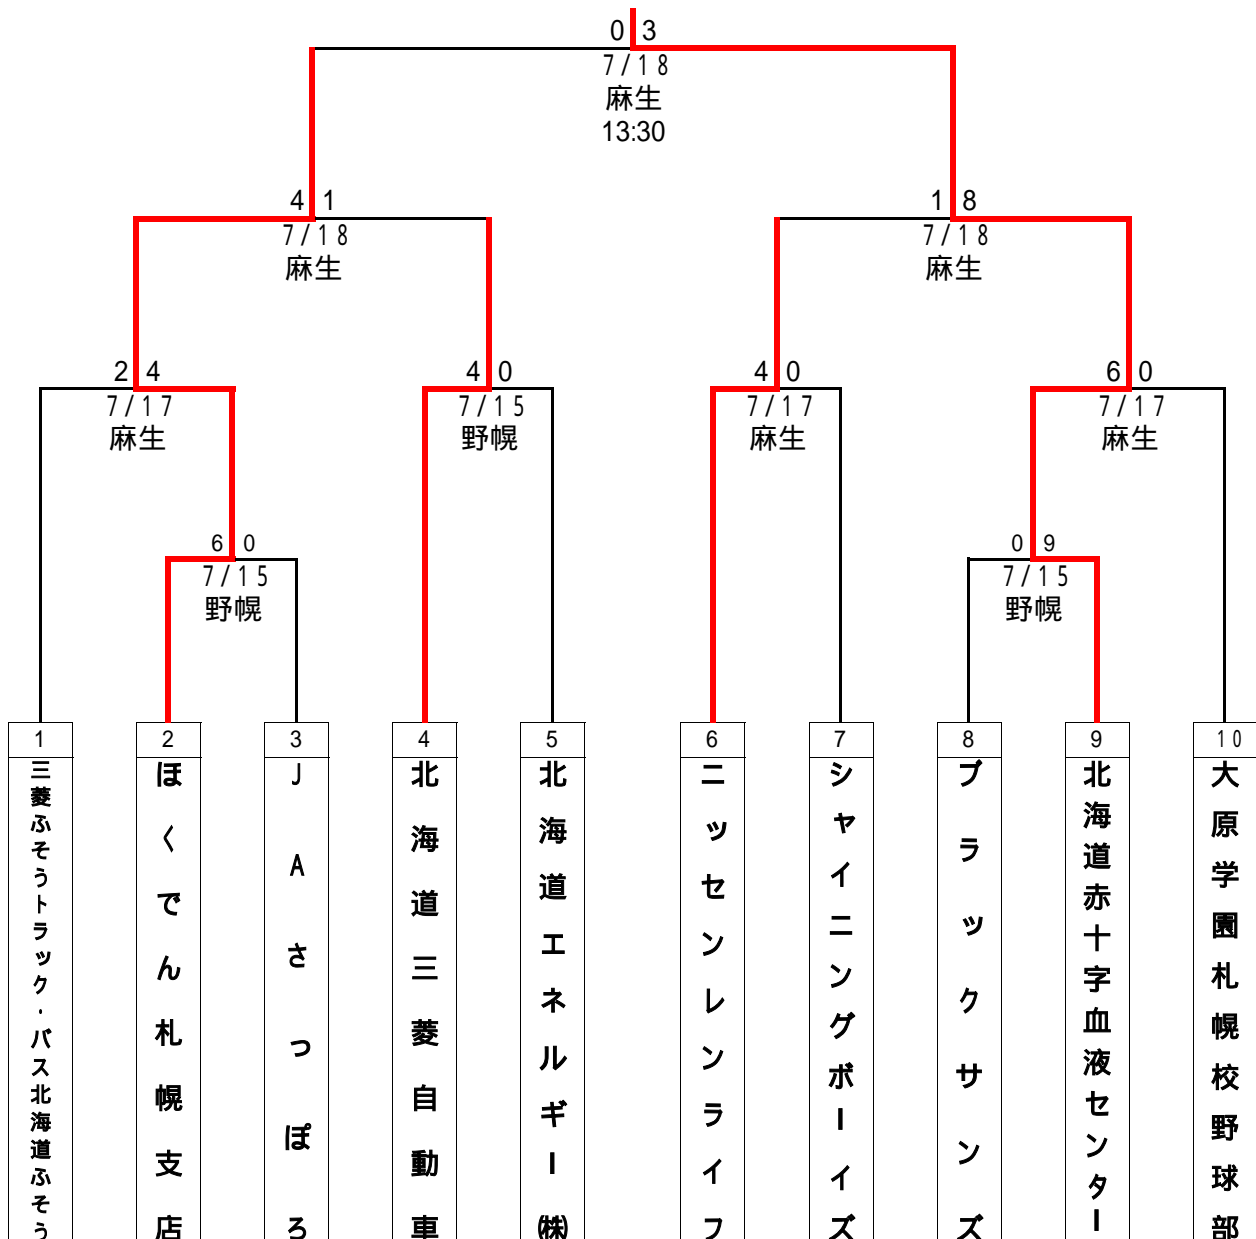 0 3
7/18
麻生
13:30
4 1
7/18
麻生
1 8
7/18
麻生
2 4
7/17
麻生
4 0
7/15
野幌
4 0
7/17
麻生
6 0
7/17
麻生
6 0
7/15
野幌
0 9
7/15
野幌
1
三菱ふそうトラック・バス北海道ふそう
2
ほくでん札幌支店
3
JAさっぽろ
4
北海道三菱自動車
5
北海道エネルギー㈱
6
ニッセンレンライフ
7
シャイニングボーイズ
8
ブラックサンズ
9
北海道赤十字血液センター
10
大原学園札幌校野球部